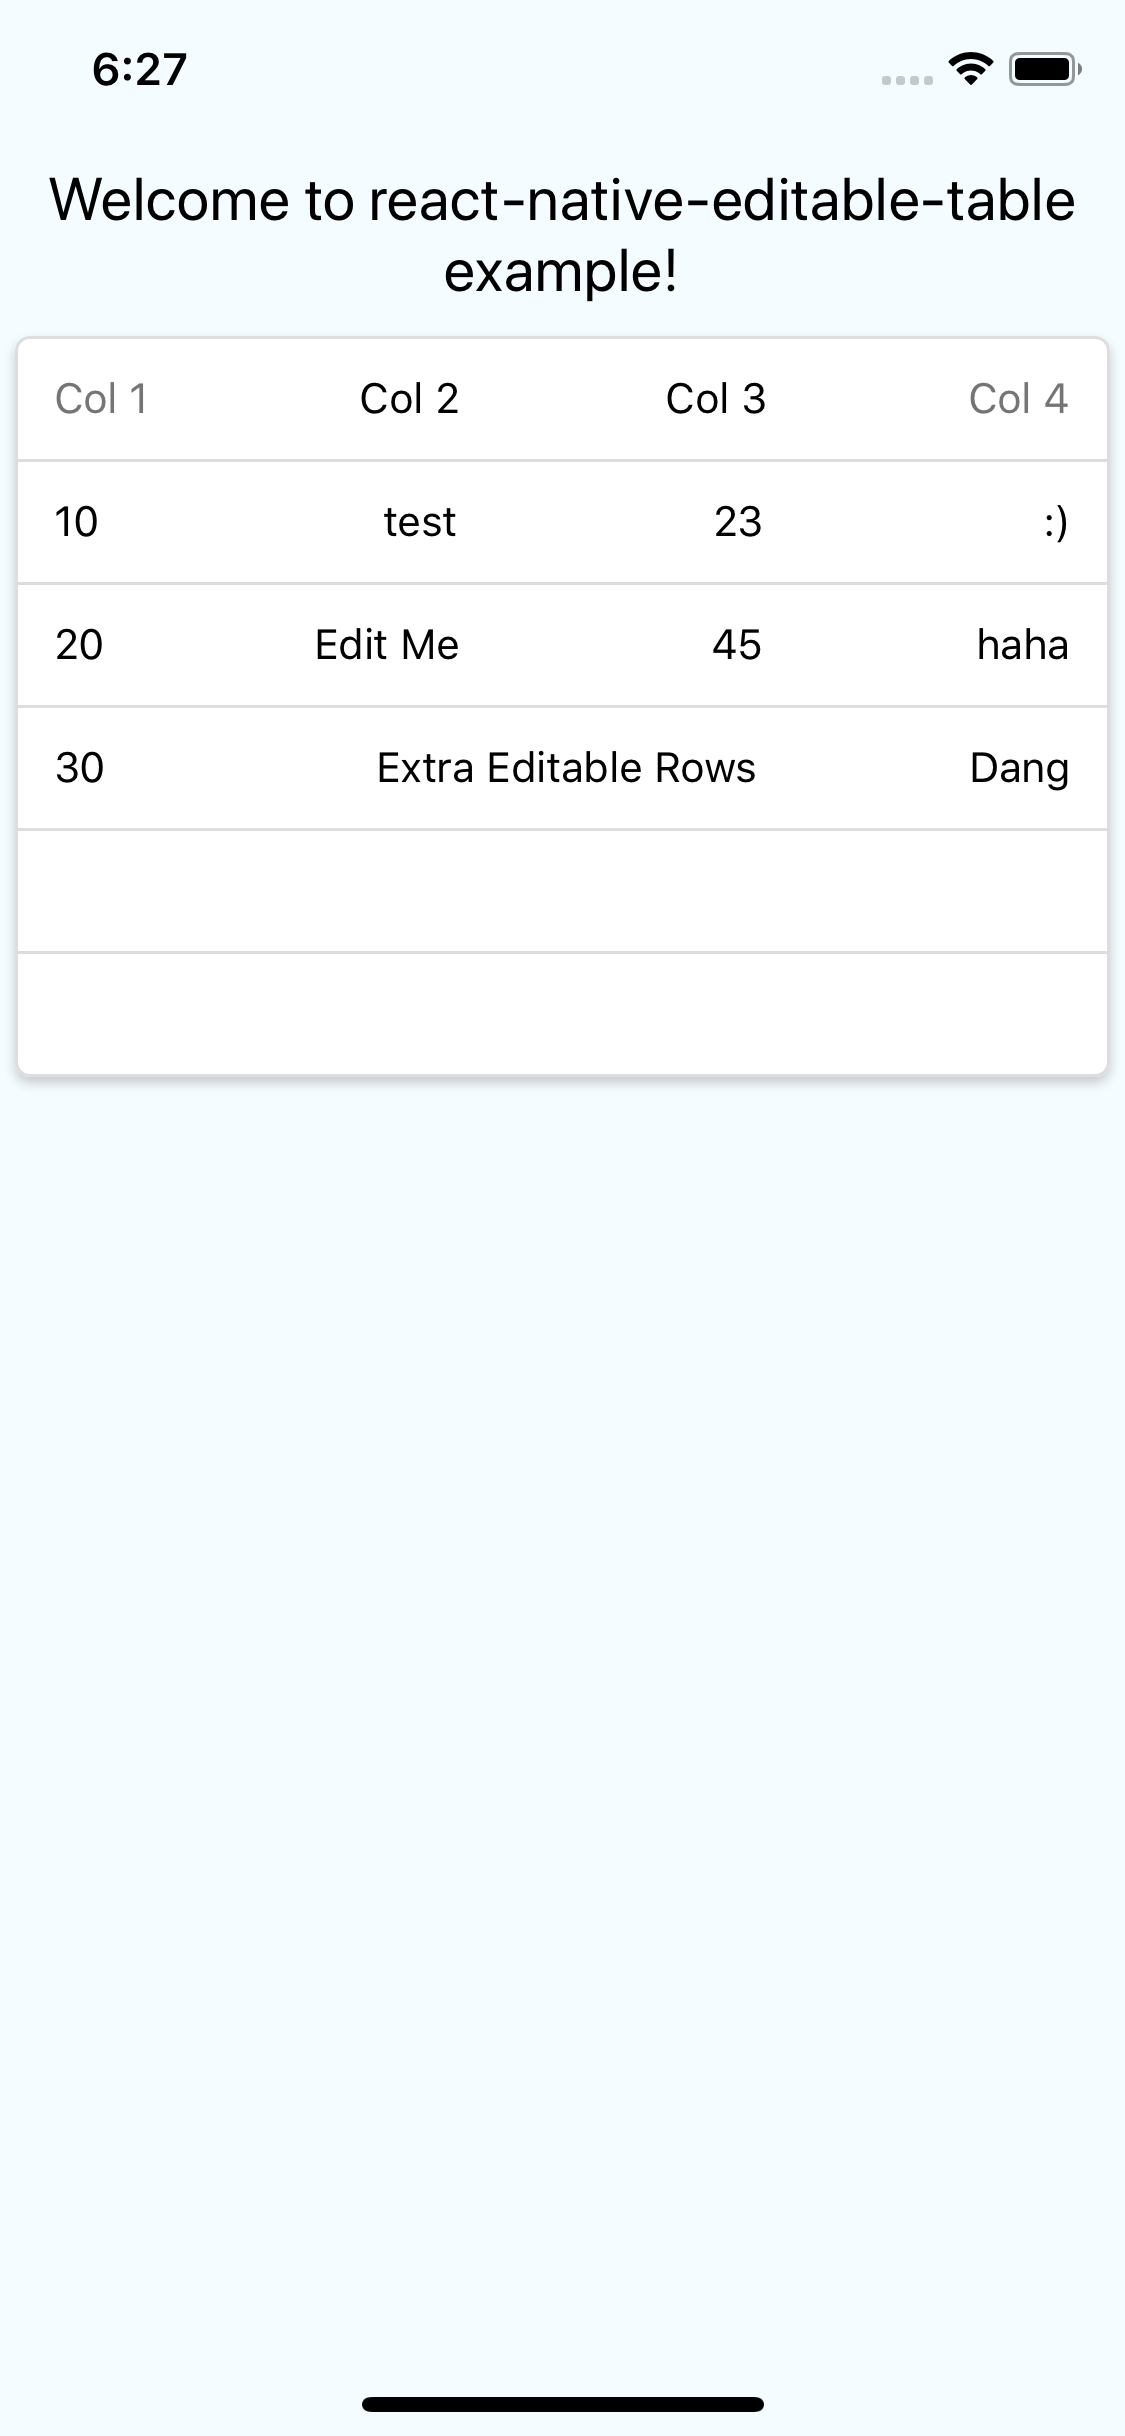 6:27
Welcome to react-native-editable-table
example!
Col 1 Col 2 Col 3 Col 4
10 test 23 :)
20 Edit Me 45 haha
30 Extra Editable Rows Dang